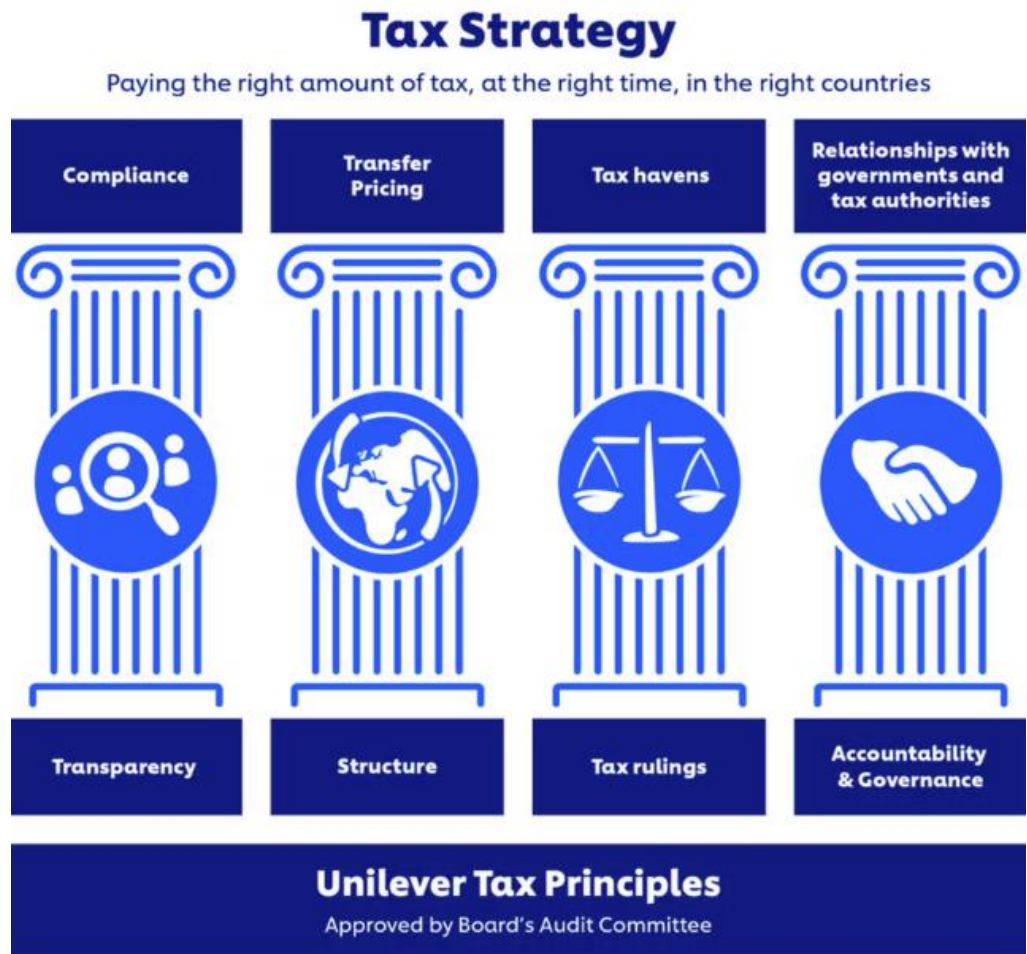 Tax Strategy
Paying the right amount of tax, at the right time, in the right countries
Compliance
Transfer
Pricing
Tax havens
Relationships with
governments and
tax authorities
Transparency
Structure
Tax rulings
Accountability
& Governance
Unilever Tax Principles
Approved by Board's Audit Committee